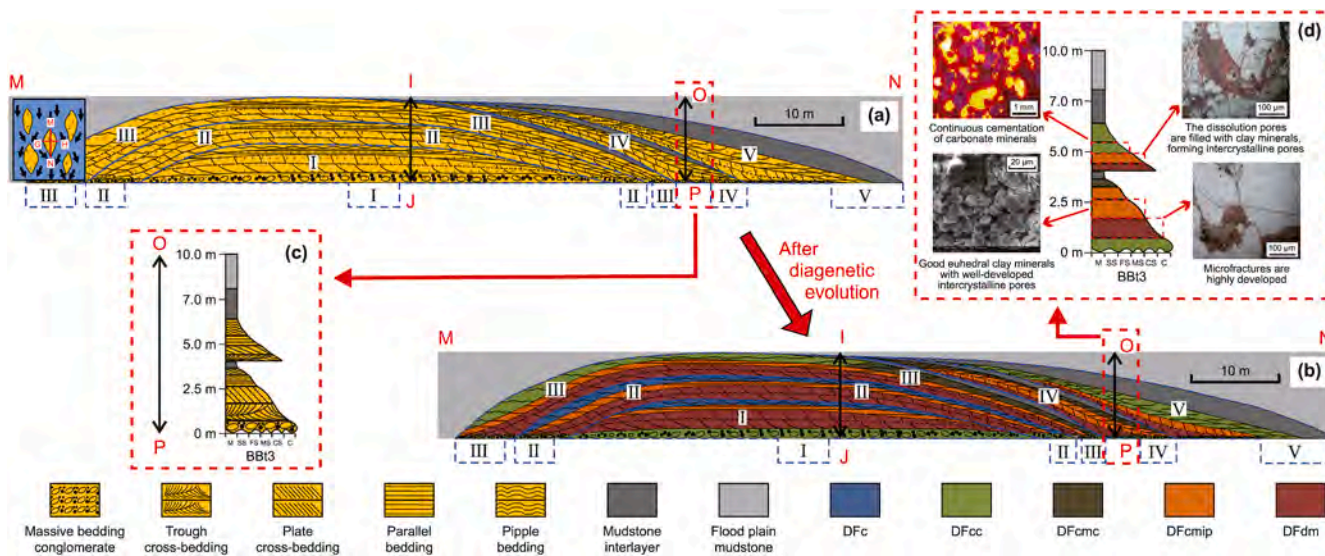 M
I
N
O
(a)
10 m
M
G
H
N
III
II
I
II
III
IV
V
III
II
I
J
II
III
P
IV
V
(d)
10.0 m
7.0 m
5.0 m
2.5 m
0 m
M SS FS MS CS C
BBt3
1 mm
Continuous cementation
of carbonate minerals
100 μm
The dissolution pores
are filled with clay minerals,
forming intercrystalline pores
20 μm
Good euhedral clay minerals
with well-developed
intercrystalline pores
100 μm
Microfractures are
highly developed
O
(c)
10.0 m
7.0 m
5.0 m
2.5 m
0 m
P
M SS FS MS CS C
BBt3
After
diagenetic
evolution
M
I
O
N
(b)
10 m
III
II
I
II
III
IV
V
III
II
I
J
II
III
P
IV
V
Massive bedding
conglomerate
Trough
cross-bedding
Plate
cross-bedding
Parallel
bedding
Pipple
bedding
Mudstone
interlayer
Flood plain
mudstone
DFc
DFcc
DFcmc
DFcmip
DFdm